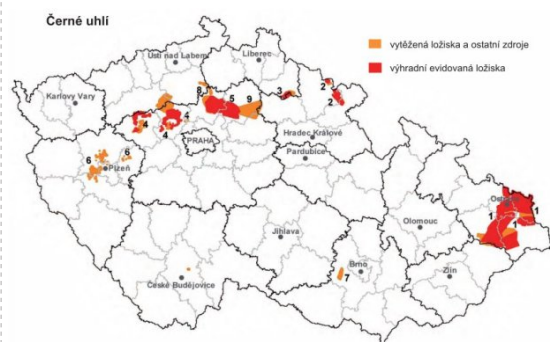 Černé uhlí
vytěžená ložiska a ostatní zdroje
výhradní evidovaná ložiska
Ústí nad Labem
Liberec
Karlovy Vary
2
3
2
8
5
9
4
4
4
Hradec Králové
PRAHA
Pardubice
6
6
Plzeň
Ostrava
1
1
1
Olomouc
Jihlava
Brno
7
Zlín
České Budějovice